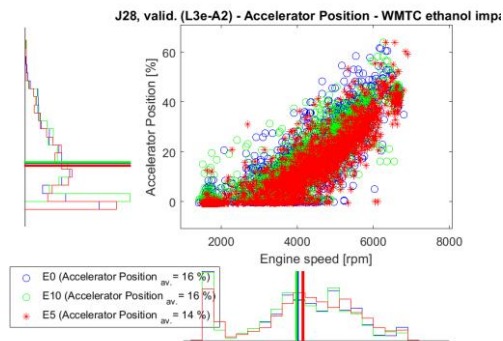 J28, valid. (L3e-A2) - Accelerator Position - WMTC ethanol impa
60
40
20
0
Accelerator Position [%]
2000
4000
6000
8000
Engine speed [rpm]
E0 (Accelerator Position av. = 16 %)
E10 (Accelerator Position av. = 16 %)
E5 (Accelerator Position av. = 14 %)